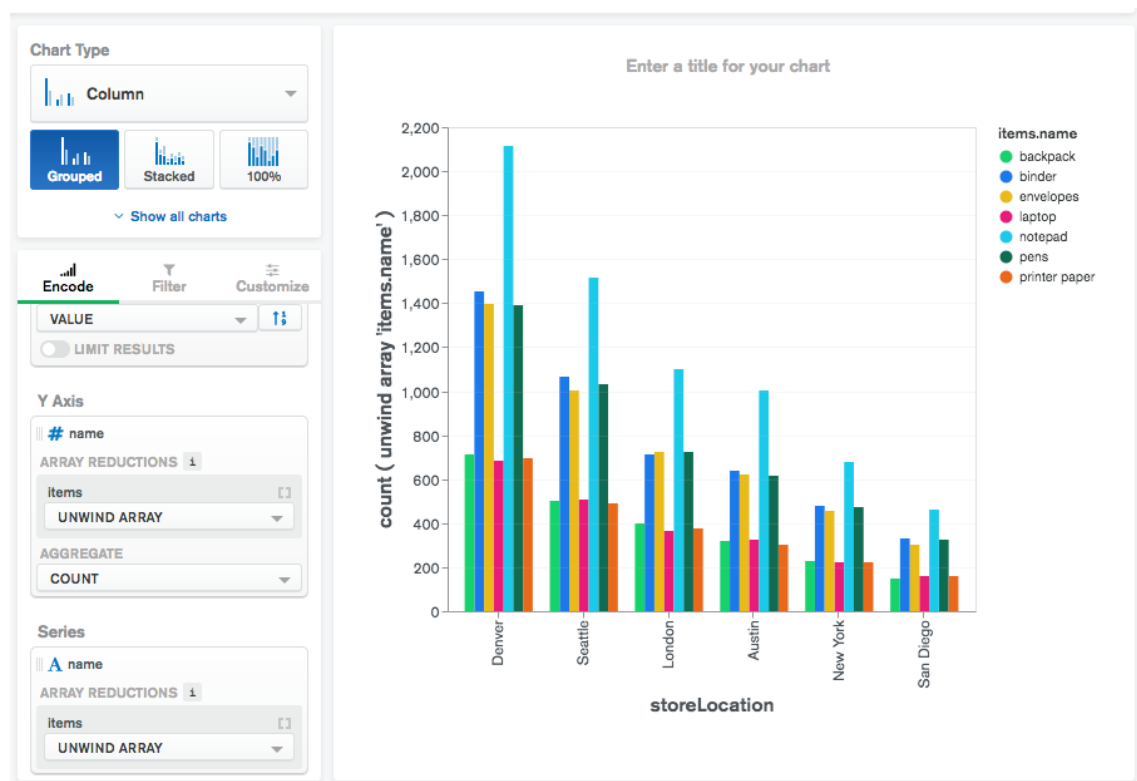 Chart Type
Column
Grouped
Stacked
100%
Show all charts
Encode
Filter
Customize
VALUE
LIMIT RESULTS
Y Axis
# name
ARRAY REDUCTIONS i
items
UNWIND ARRAY
AGGREGATE
COUNT
Series
A name
ARRAY REDUCTIONS i
items
UNWIND ARRAY
Enter a title for your chart
count ( unwind array 'items.name' )
2,200
2,000
1,800
1,600
1,400
1,200
1,000
800
600
400
200
0
Denver
Seattle
London
Austin
New York
San Diego
storeLocation
items.name
backpack
binder
envelopes
laptop
notepad
pens
printer paper